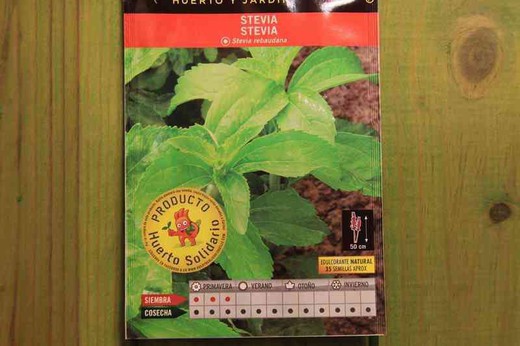 HUERTO Y JARDÍN
STEVIA
STEVIA
Stevia rebaudiana
PRODUCTO
Huerto Solidario
50 cm
EDULCORANTE NATURAL
35 SEMILLAS APROX
PRIMAVERA VERANO OTOÑO INVIERNO
SIEMBRA
COSECHA